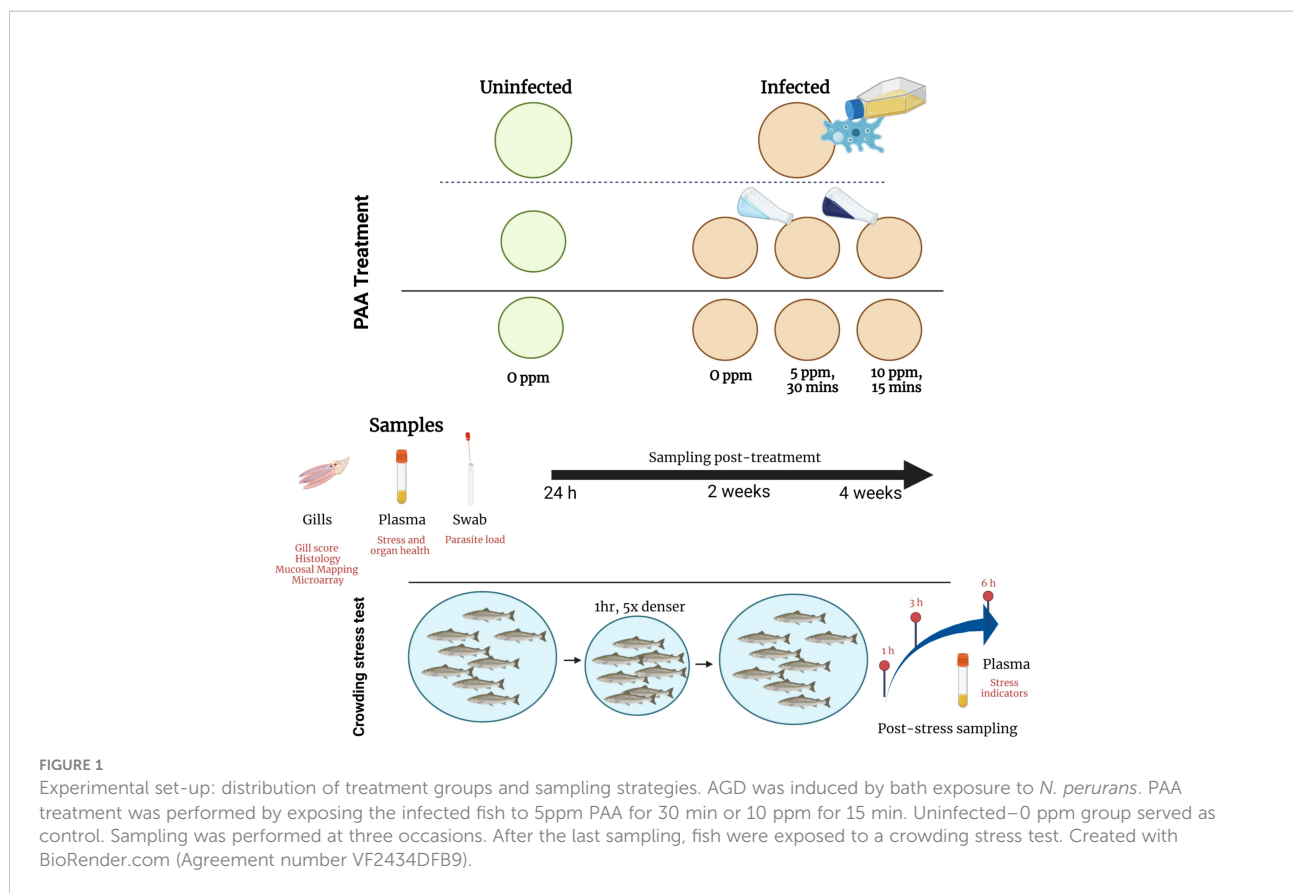 Uninfected
Infected
PAA Treatment
0 ppm
0 ppm
5 ppm,
30 mins
10 ppm,
15 mins
Samples
Sampling post-treatemt
24 h
2 weeks
4 weeks
Gills
Plasma
Swab
Gill score
Histology
Mucosal Mapping
Microarray
Stress and
organ health
Parasite load
Crowding stress test
1hr, 5x denser
1 h
3 h
6 h
Plasma
Stress
indicators
Post-stress sampling
FIGURE 1
Experimental set-up: distribution of treatment groups and sampling strategies. AGD was induced by bath exposure to N. perurans. PAA
treatment was performed by exposing the infected fish to 5ppm PAA for 30 min or 10 ppm for 15 min. Uninfected–0 ppm group served as
control. Sampling was performed at three occasions. After the last sampling, fish were exposed to a crowding stress test. Created with
BioRender.com (Agreement number VF2434DFB9).